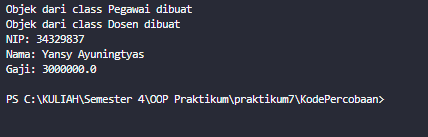 Objek dari class Pegawai dibuat
Objek dari class Dosen dibuat
NIP: 34329837
Nama: Yansy Ayuningtyas
Gaji: 3000000.0
PS C:\KULIAH\Semester 4\OOP Praktikum\praktikum7\KodePercobaan>